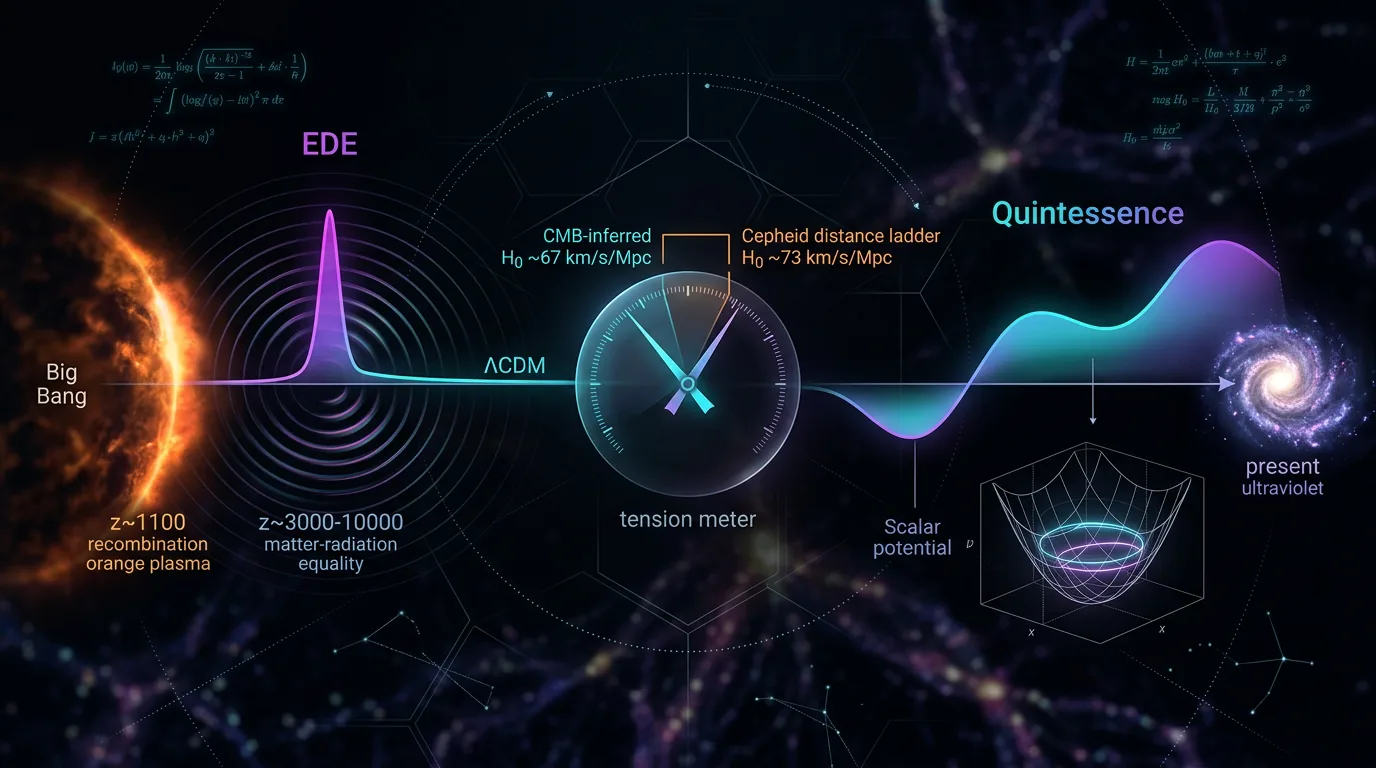 EDE
Quintessence
CMB-inferred
H₀ ~67 km/s/Mpc
Cepheid distance ladder
H₀ ~73 km/s/Mpc
ΛCDM
Big
Bang
z~1100
recombination
orange plasma
z~3000-10000
matter-radiation
equality
tension meter
Scalar
potential
present
ultraviolet
p
x
x